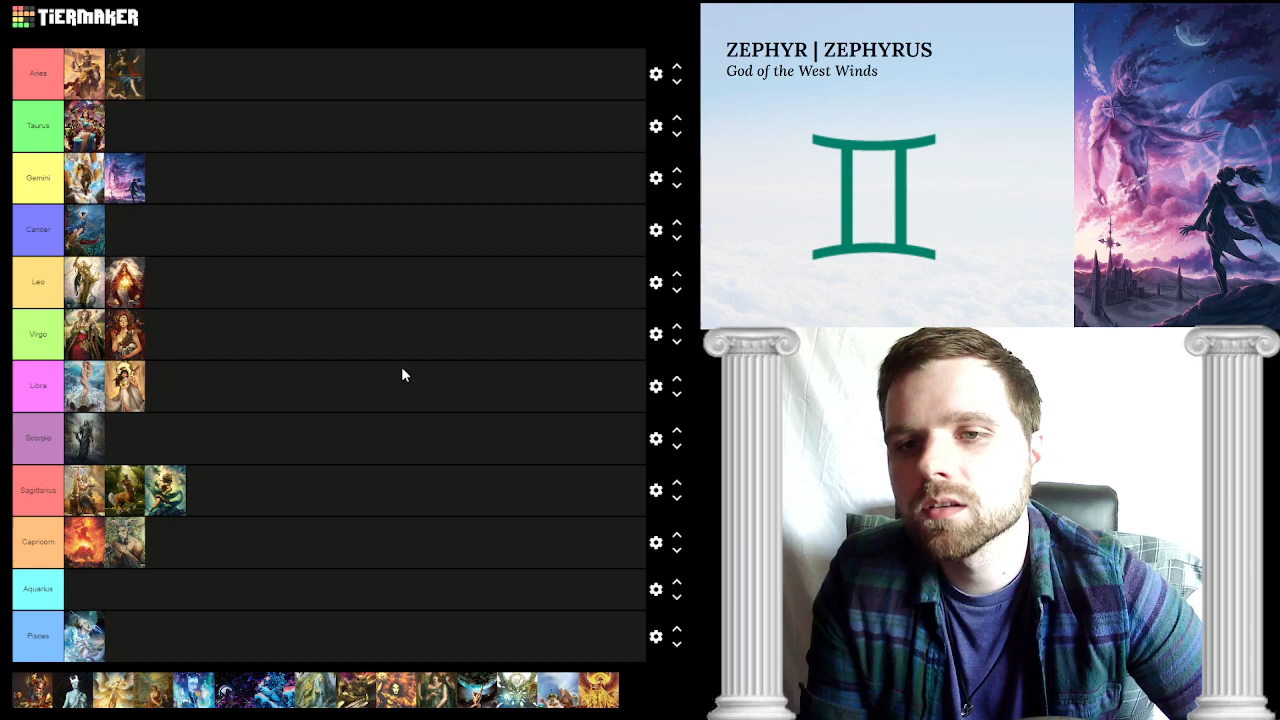 TIERMAKER
Aries
Taurus
Gemini
Cancer
Leo
Virgo
Libra
Scorpio
Sagittarius
Capricorn
Aquarius
Pisces
ZEPHYR | ZEPHYRUS
God of the West Winds